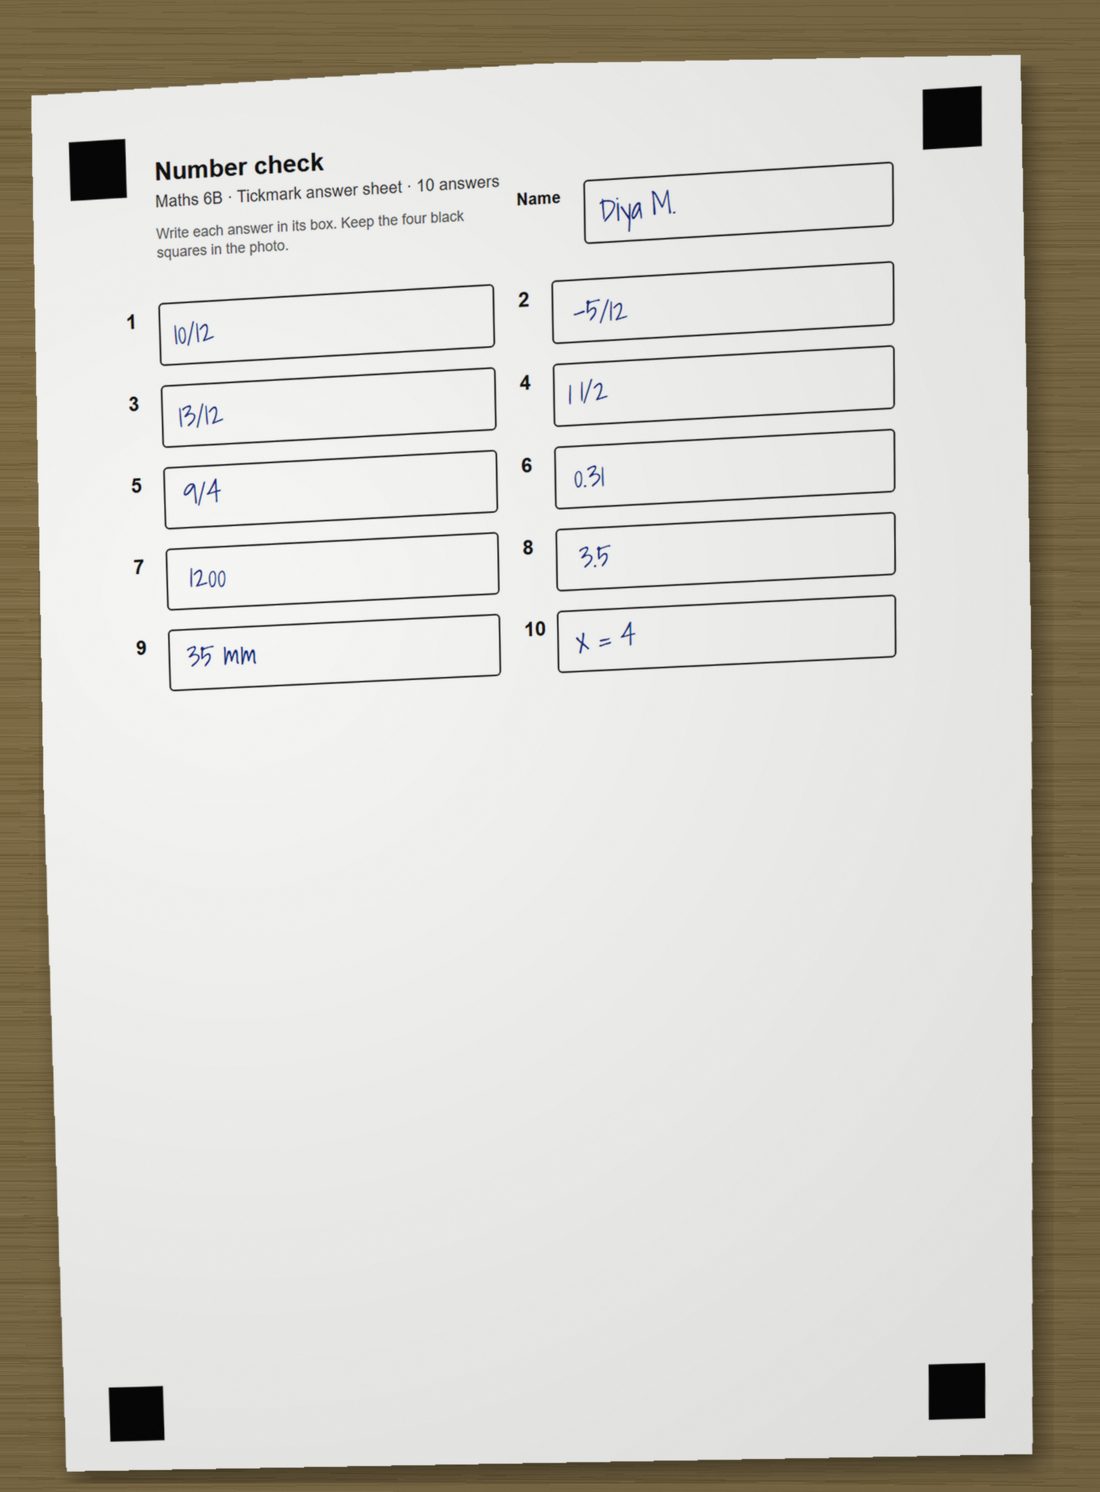 Number check
Maths 6B · Tickmark answer sheet · 10 answers
Write each answer in its box. Keep the four black
squares in the photo.
Name Diya M.
1 10/12
2 -5/12
3 13/12
4 1 1/2
5 9/4
6 0.31
7 1200
8 3.5
9 35 mm
10 x = 4